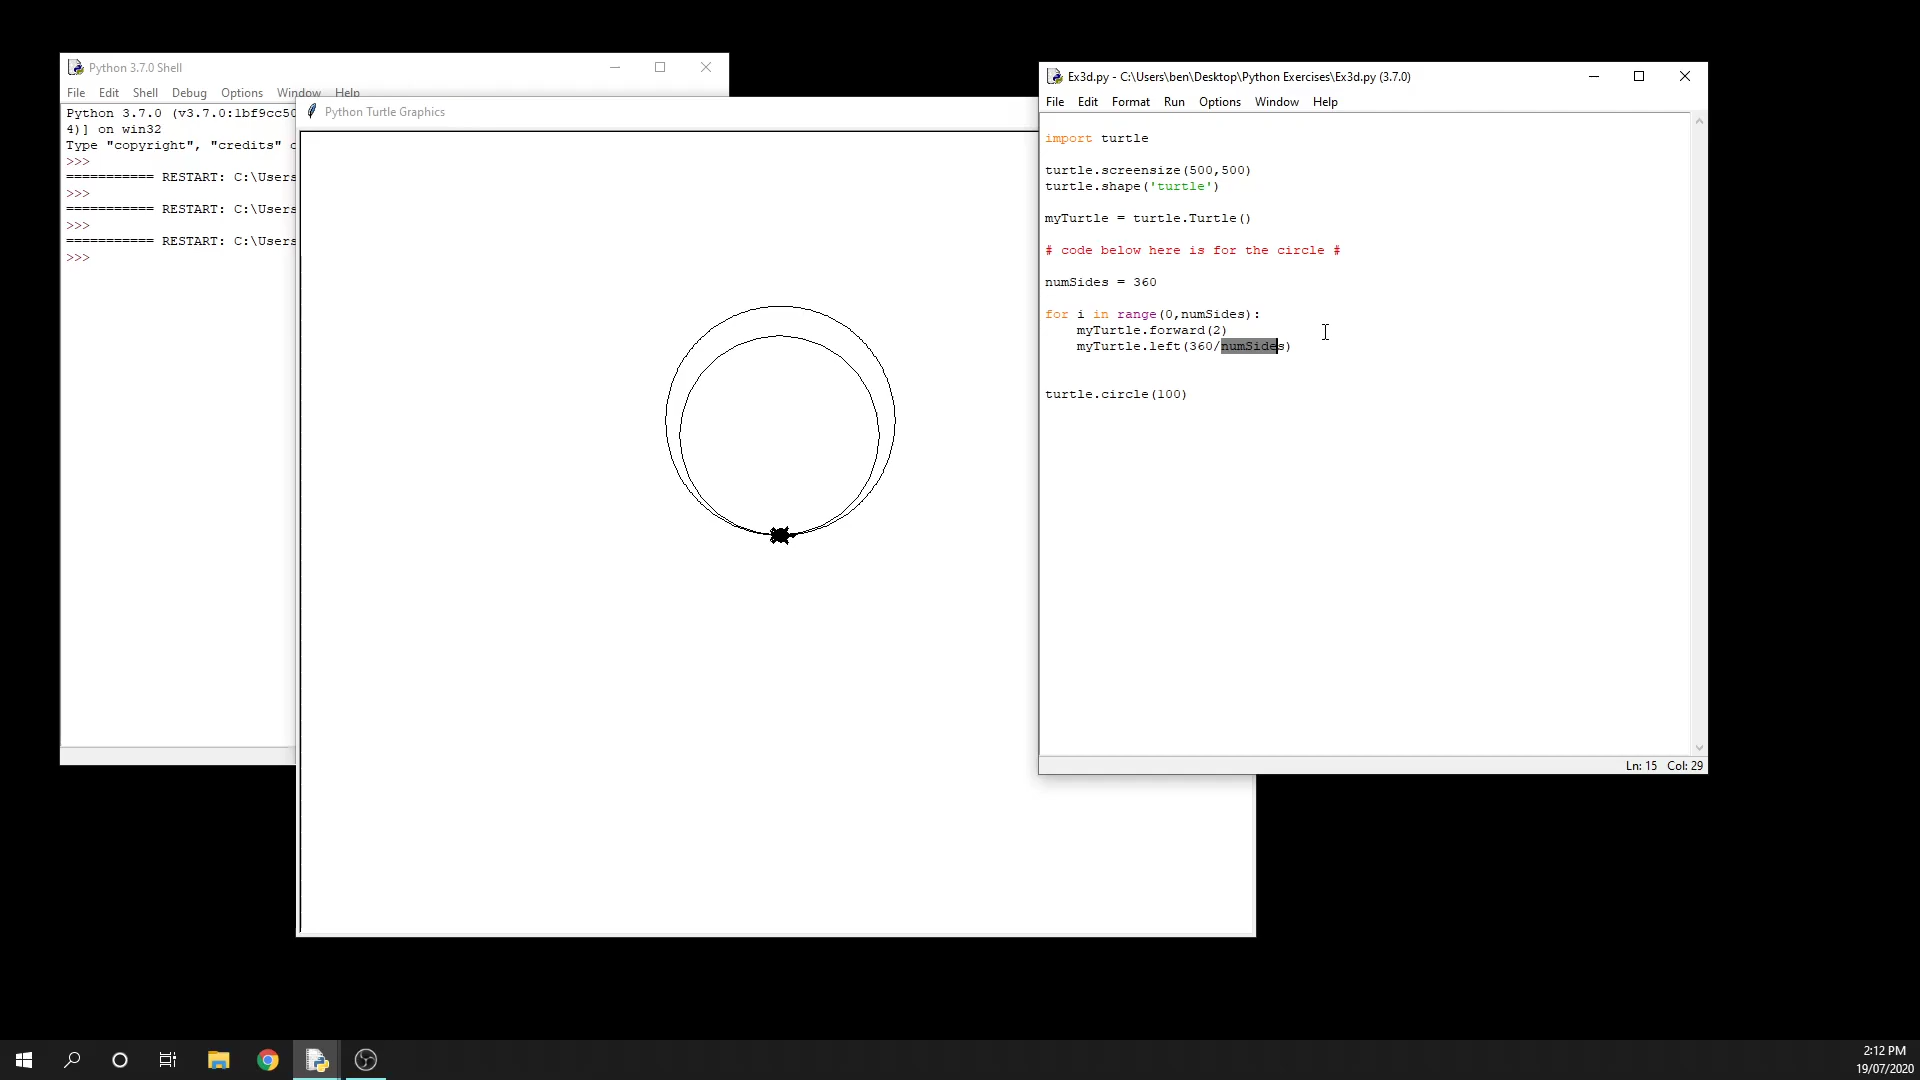 Python 3.7.0 Shell
File Edit Shell Debug Options Window Help
Python 3.7.0 (v3.7.0:1bf9cc50
4)] on win32
Type "copyright", "credits"
>>>
=========== RESTART: C:\Users
>>>
=========== RESTART: C:\Users
>>>
=========== RESTART: C:\Users
>>>
Python Turtle Graphics
Ex3d.py - C:\Users\ben\Desktop\Python Exercises\Ex3d.py (3.7.0)
File Edit Format Run Options Window Help
import turtle
turtle.screensize(500,500)
turtle.shape('turtle')
myTurtle = turtle.Turtle()
# code below here is for the circle #
numSides = 360
for i in range(0,numSides):
    myTurtle.forward(2)
    myTurtle.left(360/numSides)
turtle.circle(100)
Ln: 15 Col: 29
2:12 PM
19/07/2020